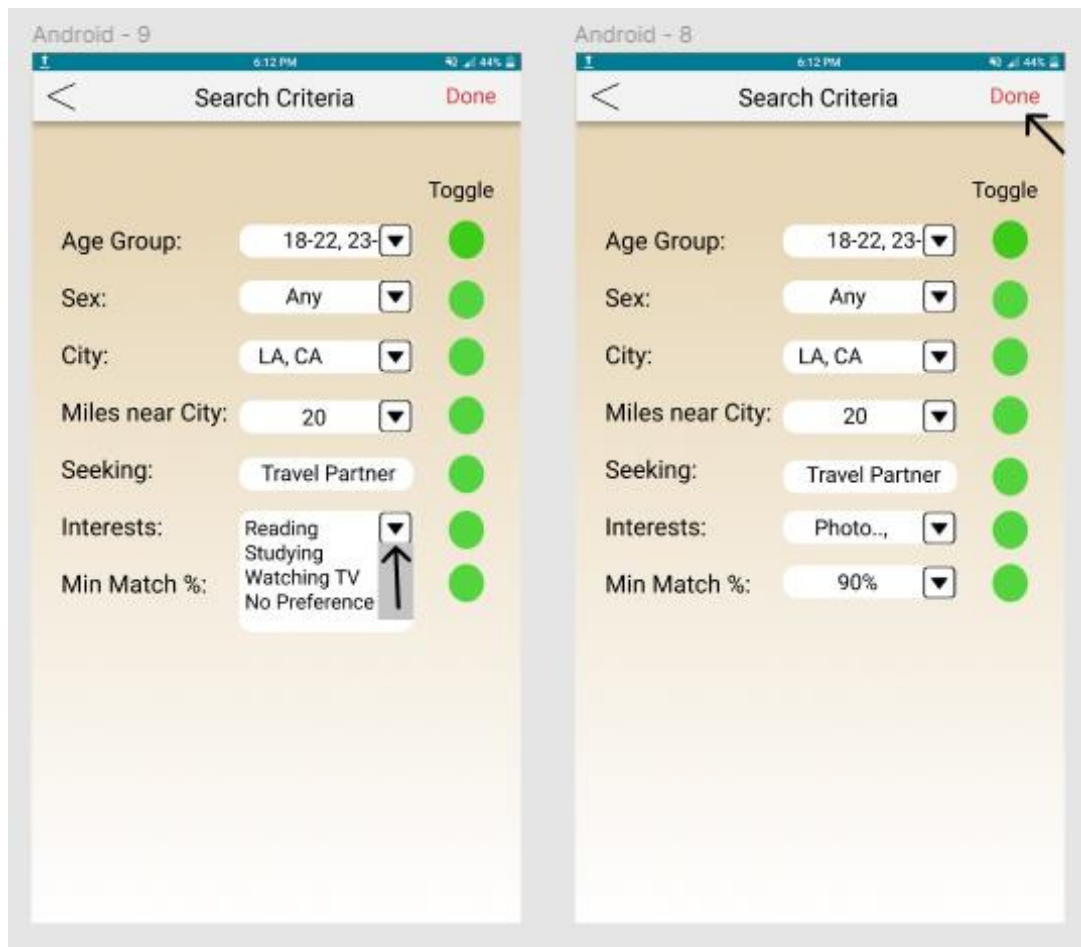 Android - 9
6:12 PM 44%
Search Criteria Done
Toggle
Age Group: 18-22, 23-
Sex: Any
City: LA, CA
Miles near City: 20
Seeking: Travel Partner
Interests: Reading
Studying
Watching TV
No Preference
Min Match %:
Android - 8
6:12 PM 44%
Search Criteria Done
Toggle
Age Group: 18-22, 23-
Sex: Any
City: LA, CA
Miles near City: 20
Seeking: Travel Partner
Interests: Photo..,
Min Match %: 90%